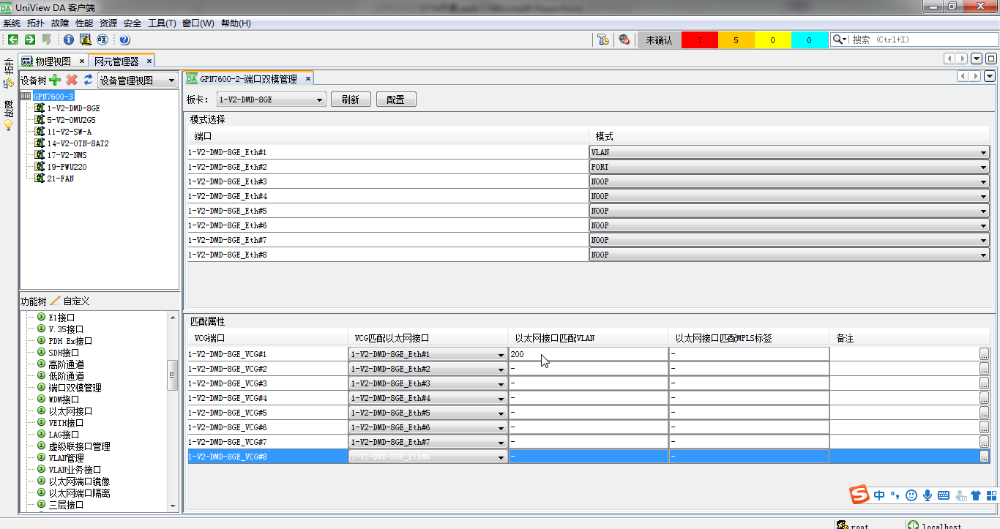 DA UniView DA 客户端
系统 拓扑 故障 性能 资源 安全 工具(T) 窗口(W) 帮助(H)
未确认 7 5 0 0 搜索 (Ctrl+I)
拓扑
故障
物理视图 × 网元管理器 ×
设备树 设备管理视图
GPN7600-3
1-V2-DMD-8GE
5-V2-OMU2G5
11-V2-SW-A
14-V2-OTN-8AT2
17-V2-NMS
19-PWU220
21-FAN
功能树 自定义
E1接口
V.35接口
PDH Ex接口
SDH接口
高阶通道
低阶通道
端口双模管理
WDM接口
以太网接口
VETH接口
LAG接口
虚级联接口管理
VLAN管理
VLAN业务接口
以太网端口镜像
以太网端口隔离
三层接口
DA GPN7600-2-端口双模管理 ×
板卡: 1-V2-DMD-8GE 刷新 配置
模式选择
端口 模式
1-V2-DMD-8GE_Eth#1 VLAN
1-V2-DMD-8GE_Eth#2 PORT
1-V2-DMD-8GE_Eth#3 NOOP
1-V2-DMD-8GE_Eth#4 NOOP
1-V2-DMD-8GE_Eth#5 NOOP
1-V2-DMD-8GE_Eth#6 NOOP
1-V2-DMD-8GE_Eth#7 NOOP
1-V2-DMD-8GE_Eth#8 NOOP
匹配属性
VCG端口 VCG匹配以太网接口 以太网接口匹配VLAN 以太网接口匹配MPLS标签 备注
1-V2-DMD-8GE_VCG#1 1-V2-DMD-8GE_Eth#1 200 - ...
1-V2-DMD-8GE_VCG#2 1-V2-DMD-8GE_Eth#2 - - ...
1-V2-DMD-8GE_VCG#3 1-V2-DMD-8GE_Eth#3 - - ...
1-V2-DMD-8GE_VCG#4 1-V2-DMD-8GE_Eth#4 - - ...
1-V2-DMD-8GE_VCG#5 1-V2-DMD-8GE_Eth#5 - - ...
1-V2-DMD-8GE_VCG#6 1-V2-DMD-8GE_Eth#6 - - ...
1-V2-DMD-8GE_VCG#7 1-V2-DMD-8GE_Eth#7 - - ...
1-V2-DMD-8GE_VCG#8 1-V2-DMD-8GE_Eth#8 - - ...
S 中
root localhost